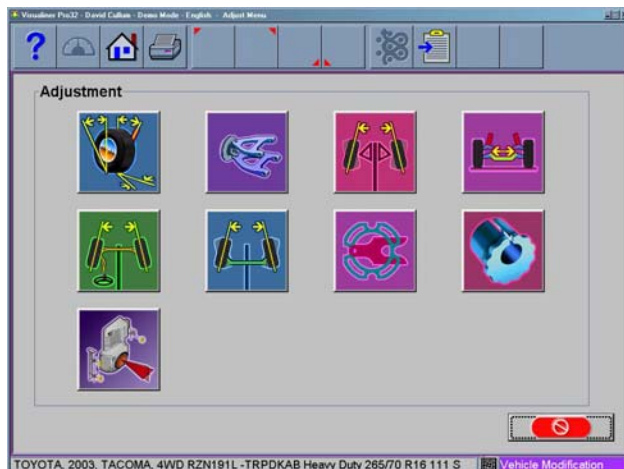 Visualiner Pro32 - David Cullum - Demo Mode - English - Adjust Menu
Adjustment
TOYOTA, 2003, TACOMA, 4WD RZN191L -TRPDKAB Heavy Duty 265/70 R16 111 S
Vehicle Modification